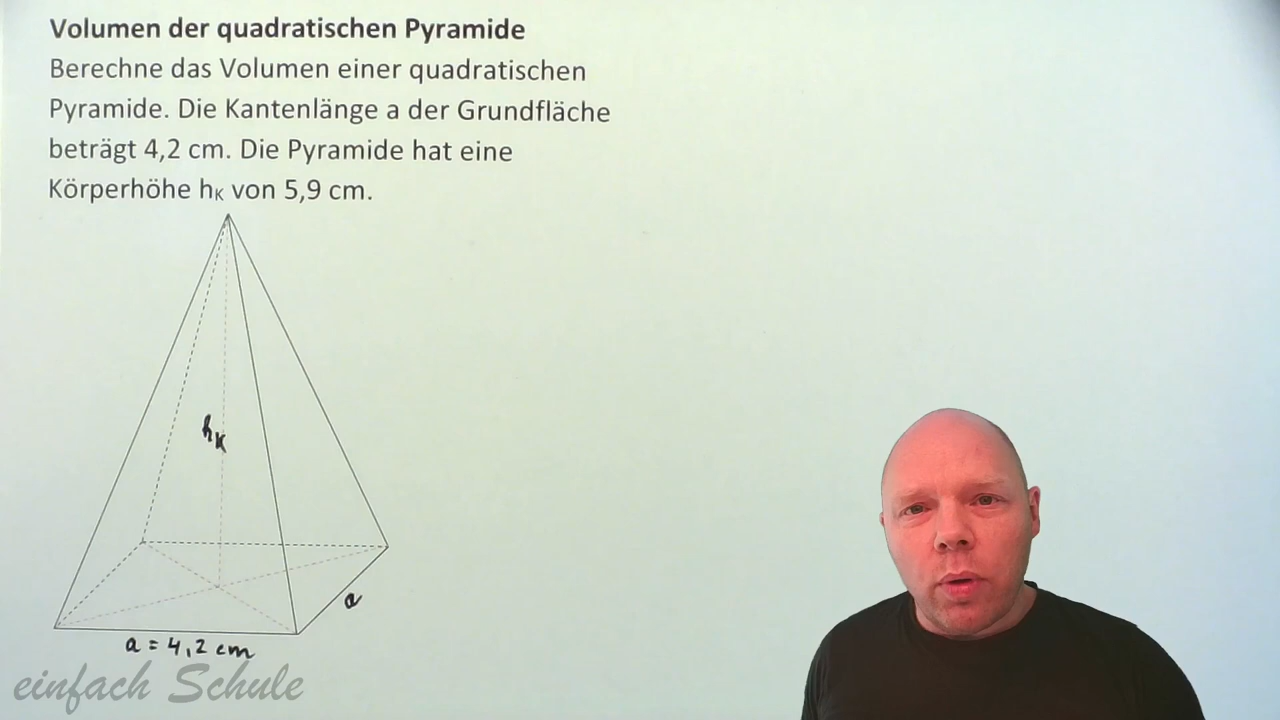 Volumen der quadratischen Pyramide
Berechne das Volumen einer quadratischen
Pyramide. Die Kantenlänge a der Grundfläche
beträgt 4,2 cm. Die Pyramide hat eine
Körperhöhe hK von 5,9 cm.
hK
a
a = 4,2 cm
einfach Schule